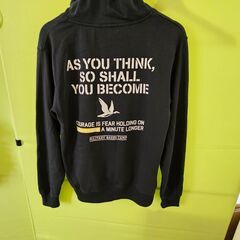 AS YOU THINK,
SO SHALL
YOU BECOME
COURAGE IS FEAR HOLDING ON
A MINUTE LONGER